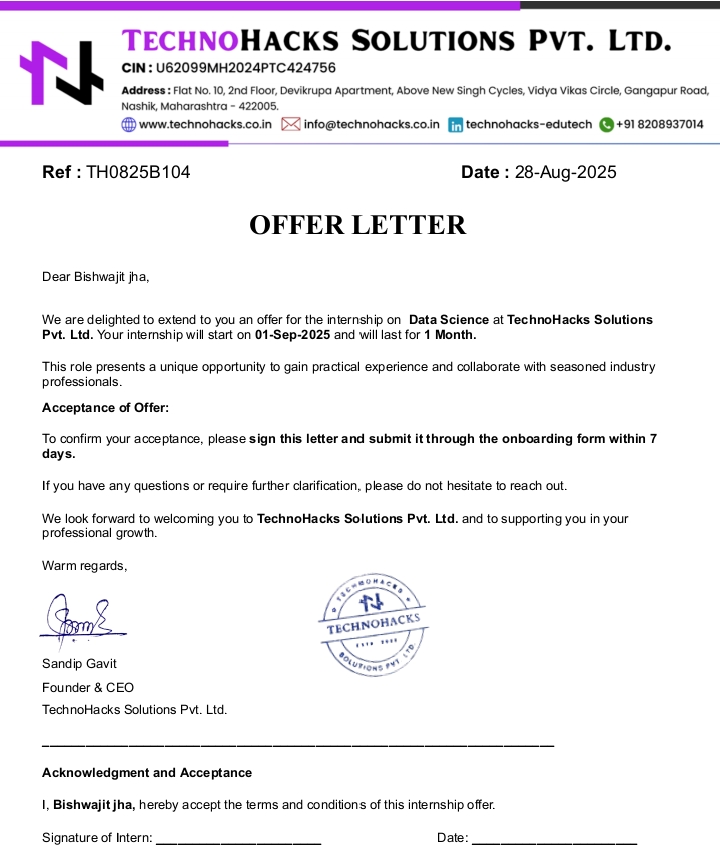 TECHNOHACKS SOLUTIONS PVT. LTD.
CIN : U62099MH2024PTC424756
Address : Flat No. 10, 2nd Floor, Devikrupa Apartment, Above New Singh Cycles, Vidya Vikas Circle, Gangapur Road,
Nashik, Maharashtra - 422005.
www.technohacks.co.in info@technohacks.co.in technohacks-edutech +91 8208937014
Ref : TH0825B104 Date : 28-Aug-2025
OFFER LETTER
Dear Bishwajit jha,
We are delighted to extend to you an offer for the internship on Data Science at TechnoHacks Solutions
Pvt. Ltd. Your internship will start on 01-Sep-2025 and will last for 1 Month.
This role presents a unique opportunity to gain practical experience and collaborate with seasoned industry
professionals.
Acceptance of Offer:
To confirm your acceptance, please sign this letter and submit it through the onboarding form within 7
days.
If you have any questions or require further clarification, please do not hesitate to reach out.
We look forward to welcoming you to TechnoHacks Solutions Pvt. Ltd. and to supporting you in your
professional growth.
Warm regards,
TECHNOHACKS
TECHNOHACKS
SOLUTIONS PVT. LTD.
Sandip Gavit
Founder & CEO
TechnoHacks Solutions Pvt. Ltd.
Acknowledgment and Acceptance
I, Bishwajit jha, hereby accept the terms and conditions of this internship offer.
Signature of Intern: ____________________ Date: ____________________